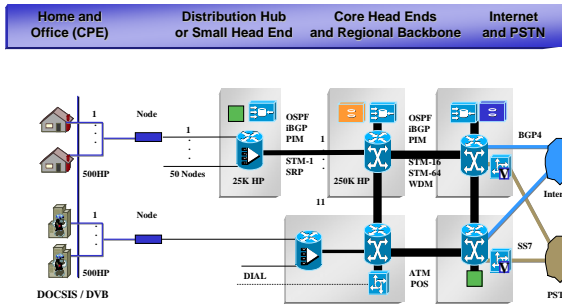 Home and
Office (CPE)
Distribution Hub
or Small Head End
Core Head Ends
and Regional Backbone
Internet
and PSTN
1
.
.
.
500HP
Node
1
.
.
.
50 Nodes
25K HP
OSPF
iBGP
PIM
STM-1
SRP
1
.
.
.
11
250K HP
OSPF
iBGP
PIM
STM-16
STM-64
WDM
BGP4
V
Inter
1
.
.
.
500HP
Node
DIAL
ATM
POS
SS7
V
PST
DOCSIS / DVB